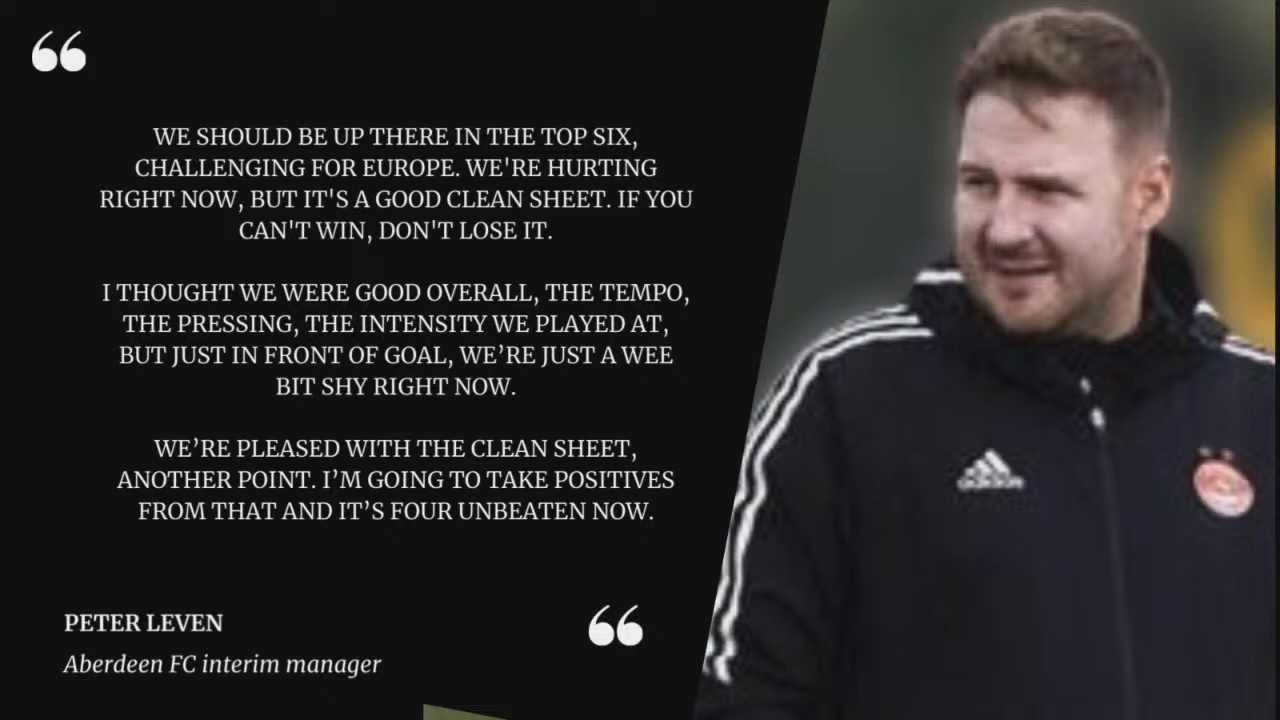 WE SHOULD BE UP THERE IN THE TOP SIX,
CHALLENGING FOR EUROPE. WE'RE HURTING
RIGHT NOW, BUT IT'S A GOOD CLEAN SHEET. IF YOU
CAN'T WIN, DON'T LOSE IT.
I THOUGHT WE WERE GOOD OVERALL, THE TEMPO,
THE PRESSING, THE INTENSITY WE PLAYED AT,
BUT JUST IN FRONT OF GOAL, WE’RE JUST A WEE
BIT SHY RIGHT NOW.
WE’RE PLEASED WITH THE CLEAN SHEET,
ANOTHER POINT. I’M GOING TO TAKE POSITIVES
FROM THAT AND IT’S FOUR UNBEATEN NOW.
PETER LEVEN
Aberdeen FC interim manager
adidas